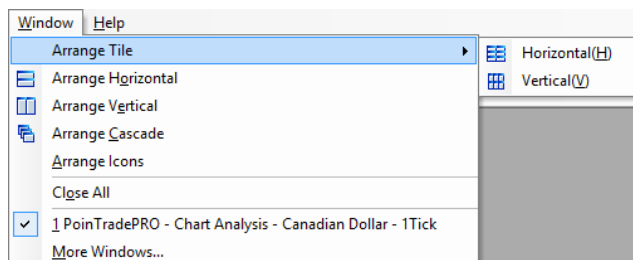 Window Help
Arrange Tile
Horizontal(H)
Arrange Horizontal
Vertical(V)
Arrange Vertical
Arrange Cascade
Arrange Icons
Close All
1 PoinTradePRO - Chart Analysis - Canadian Dollar - 1Tick
More Windows...